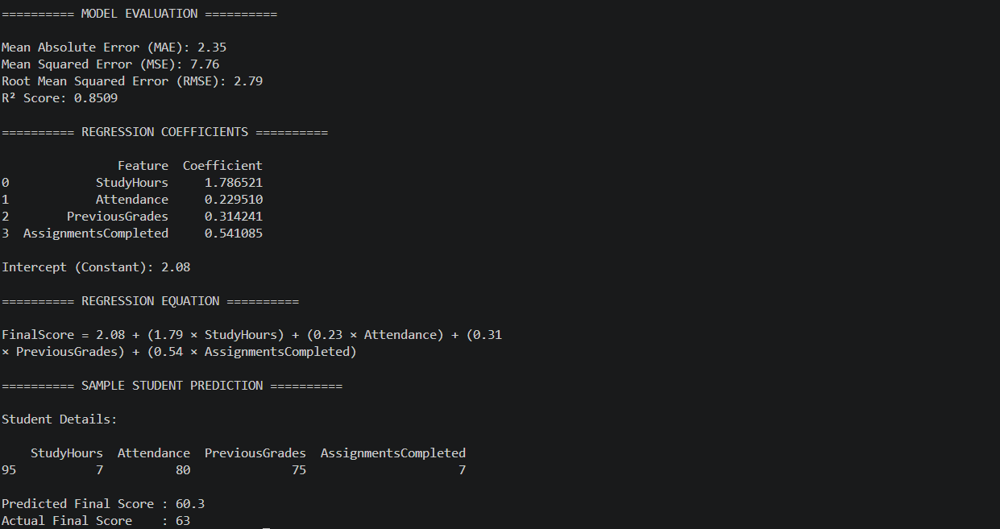 ========== MODEL EVALUATION ==========
Mean Absolute Error (MAE): 2.35
Mean Squared Error (MSE): 7.76
Root Mean Squared Error (RMSE): 2.79
R² Score: 0.8509
========== REGRESSION COEFFICIENTS ==========
Feature Coefficient
0 StudyHours 1.786521
1 Attendance 0.229510
2 PreviousGrades 0.314241
3 AssignmentsCompleted 0.541085
Intercept (Constant): 2.08
========== REGRESSION EQUATION ==========
FinalScore = 2.08 + (1.79 × StudyHours) + (0.23 × Attendance) + (0.31
× PreviousGrades) + (0.54 × AssignmentsCompleted)
========== SAMPLE STUDENT PREDICTION ==========
Student Details:
StudyHours Attendance PreviousGrades AssignmentsCompleted
95 7 80 75 7
Predicted Final Score : 60.3
Actual Final Score : 63